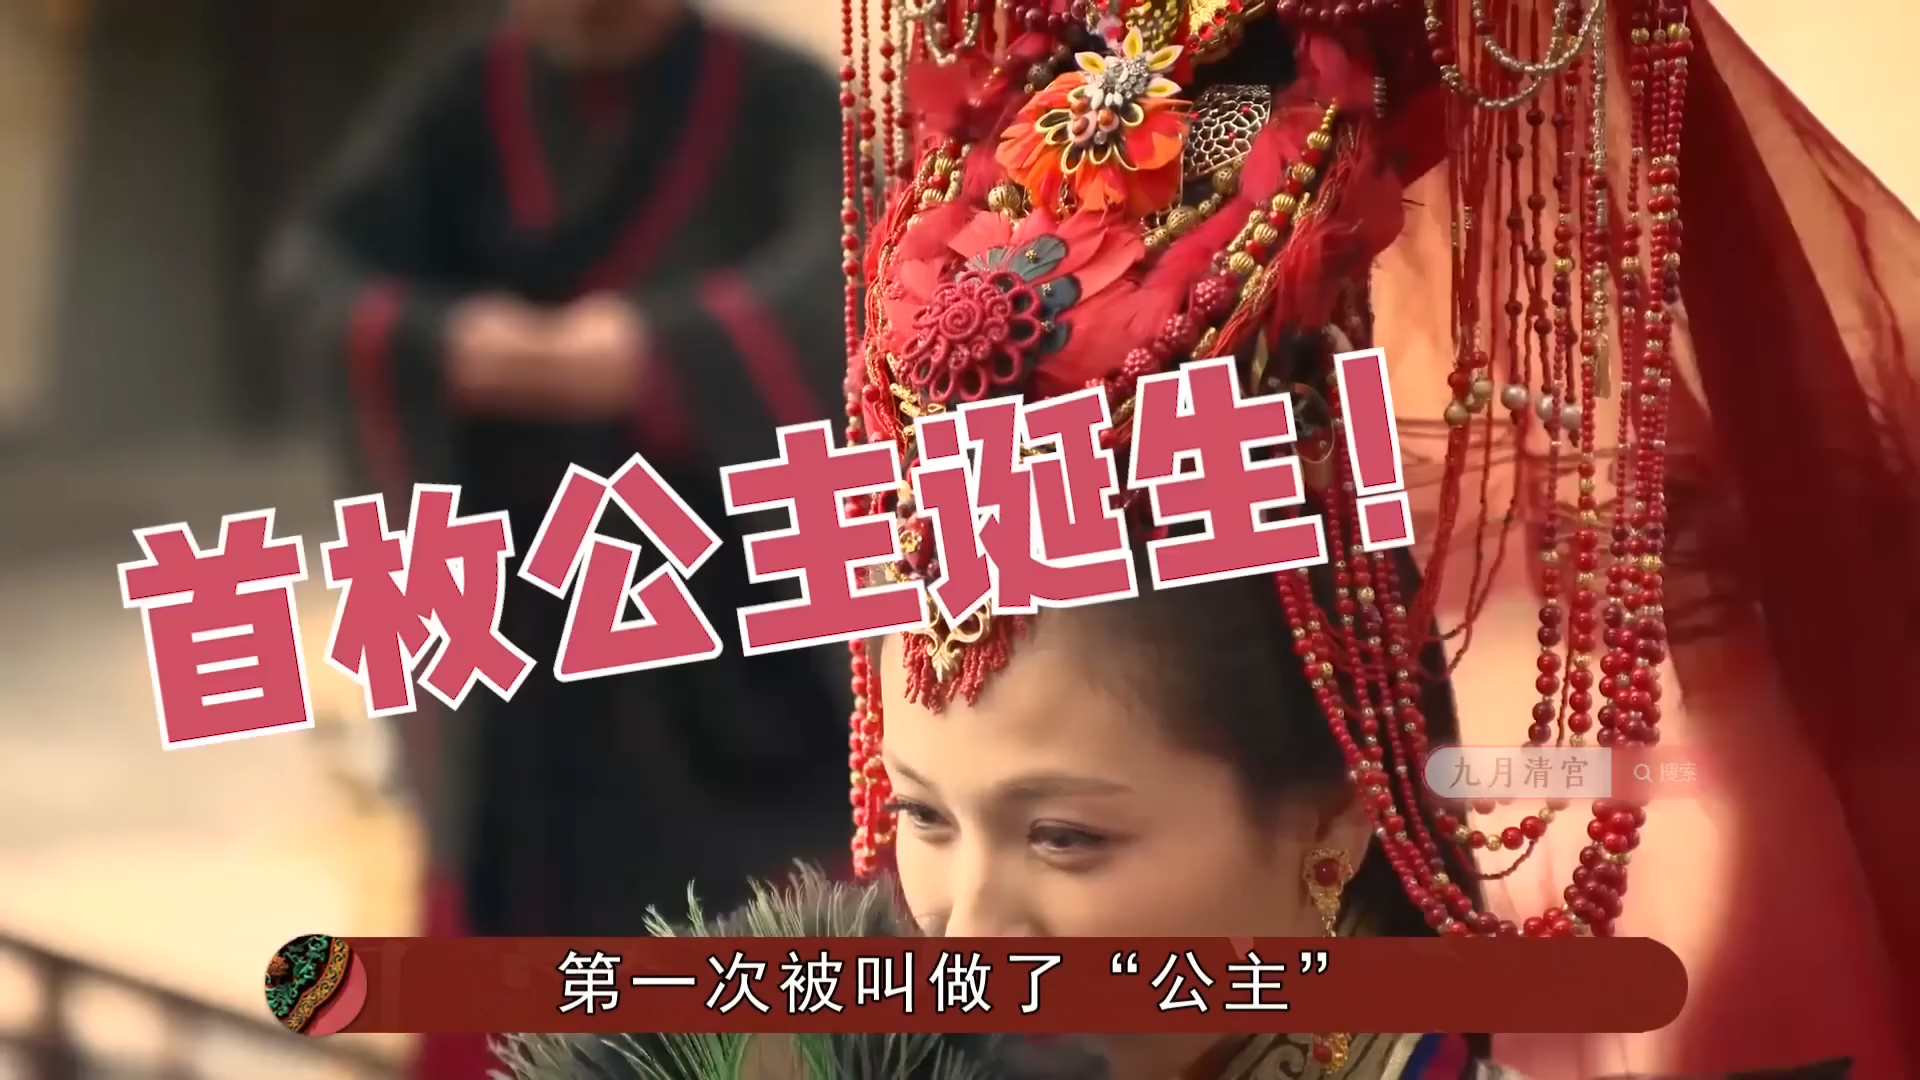 首枚公主诞生！
九月清宫 搜索
第一次被叫做了“公主”